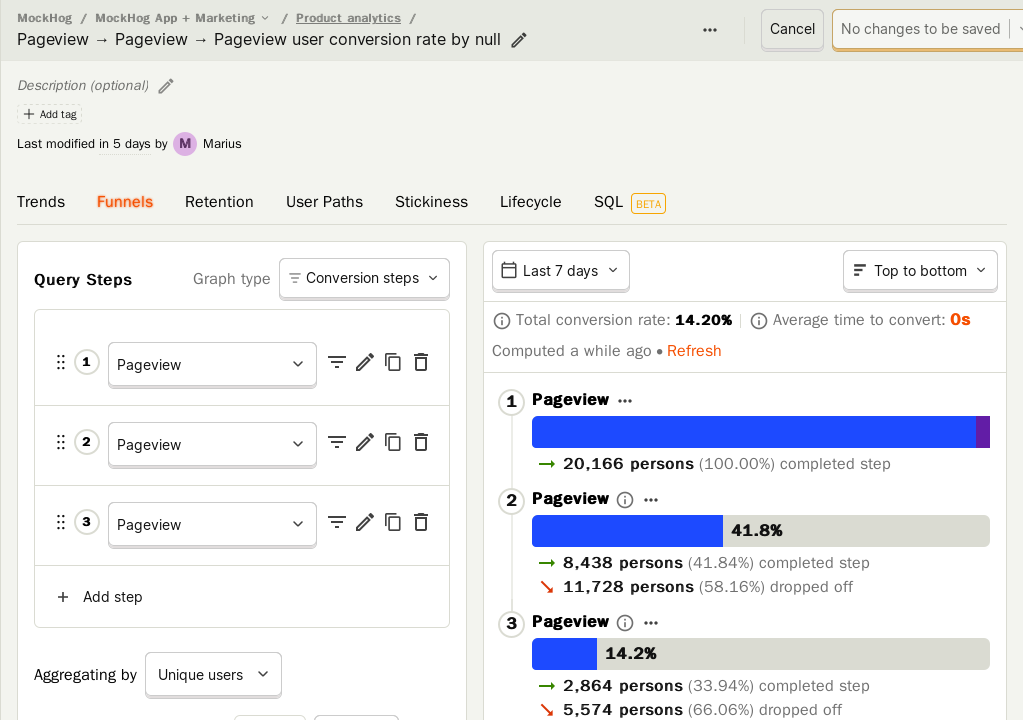 MockHog / MockHog App + Marketing / Product analytics /
Pageview → Pageview → Pageview user conversion rate by null
Cancel
No changes to be saved
Description (optional)
+ Add tag
Last modified in 5 days by M Marius
Trends Funnels Retention User Paths Stickiness Lifecycle SQL BETA
Query Steps
Graph type
Conversion steps
1 Pageview
2 Pageview
3 Pageview
+ Add step
Aggregating by Unique users
Last 7 days
Top to bottom
Total conversion rate: 14.20%
Average time to convert: 0s
Computed a while ago • Refresh
1 Pageview
→ 20,166 persons (100.00%) completed step
2 Pageview
41.8%
→ 8,438 persons (41.84%) completed step
↘ 11,728 persons (58.16%) dropped off
3 Pageview
14.2%
→ 2,864 persons (33.94%) completed step
↘ 5,574 persons (66.06%) dropped off